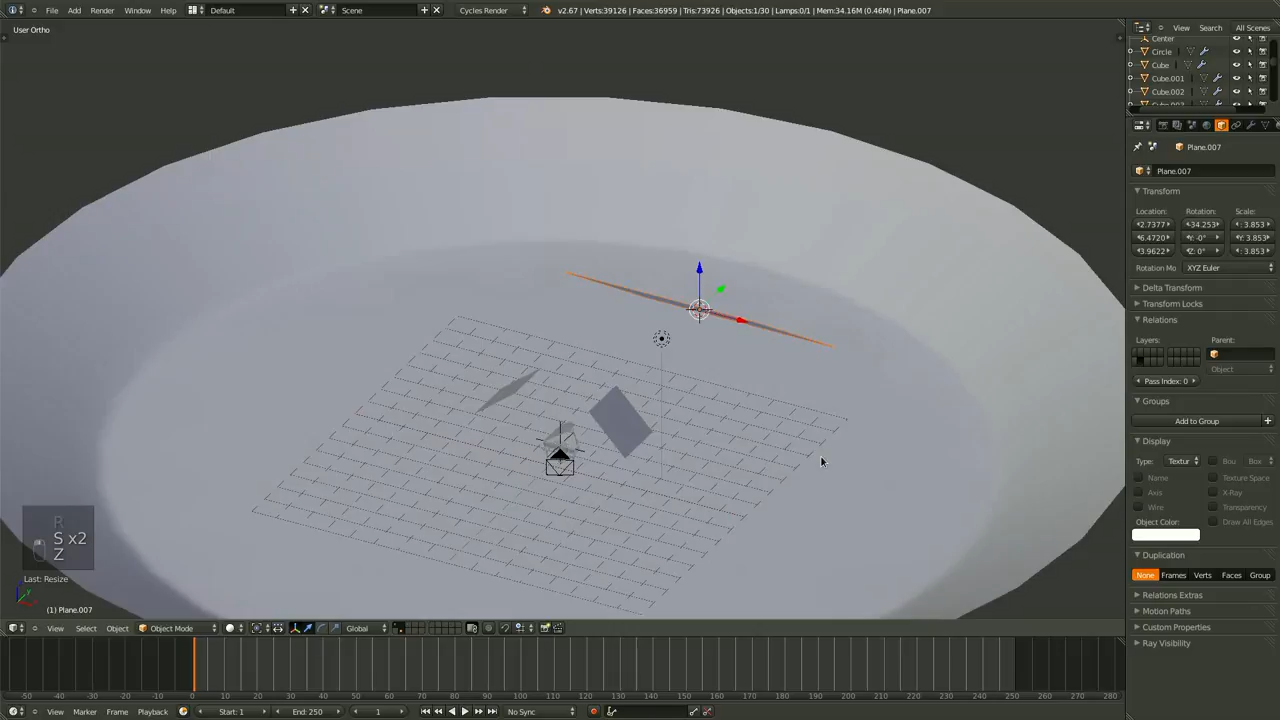 File Add Render Window Help Default Scene Cycles Render v2.67 | Verts:39126 | Faces:36959 | Tris:73926 | Objects:1/30 | Lamps:0/1 | Mem:34.16M (0.46M) | Plane.007
User Ortho
View Search All Scenes
Center
Circle
Cube
Cube.001
Cube.002
Plane.007
Plane.007
Transform
Location: Rotation: Scale:
2.7377 -34.253 : 3.853
6.4720 Y: -0° Y: 3.853
3.9622 Z: 0° : 3.853
Rotation Mo XYZ Euler
Delta Transform
Transform Locks
Relations
Layers: Parent:
Object
Pass Index: 0
Groups
Add to Group
Display
Type: Textur Bou Box
Name Texture Space
Axis X-Ray
Wire Transparency
Object Color: Draw All Edges
Duplication
None Frames Verts Faces Group
Relations Extras
Motion Paths
Custom Properties
Ray Visibility
R
S x2
Z
Last: Resize
(1) Plane.007
View Select Object Object Mode Global
-50 -40 -30 -20 -10 0 10 20 30 40 50 60 70 80 90 100 110 120 130 140 150 160 170 180 190 200 210 220 230 240 250 260 270 280
View Marker Frame Playback Start: 1 End: 250 1 No Sync